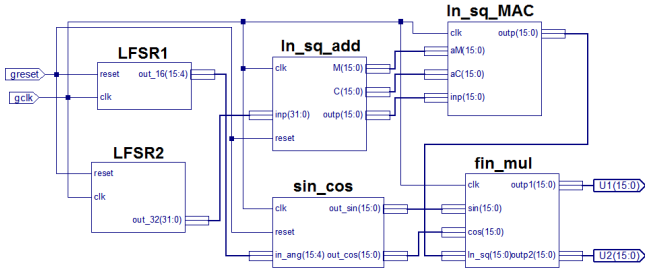 ln_sq_MAC
clk outp(15:0)
LFSR1
ln_sq_add
aM(15:0)
greset
reset out_16(15:4)
clk M(15:0)
aC(15:0)
gclk
clk
C(15:0)
inp(15:0)
inp(31:0) outp(15:0)
reset
LFSR2
fin_mul
reset
clk
sin_cos
clk outp1(15:0)
U1(15:0)
out_32(31:0)
clk out_sin(15:0)
sin(15:0)
reset
cos(15:0)
in_ang(15:4) out_cos(15:0)
ln_sq(15:0)outp2(15:0)
U2(15:0)